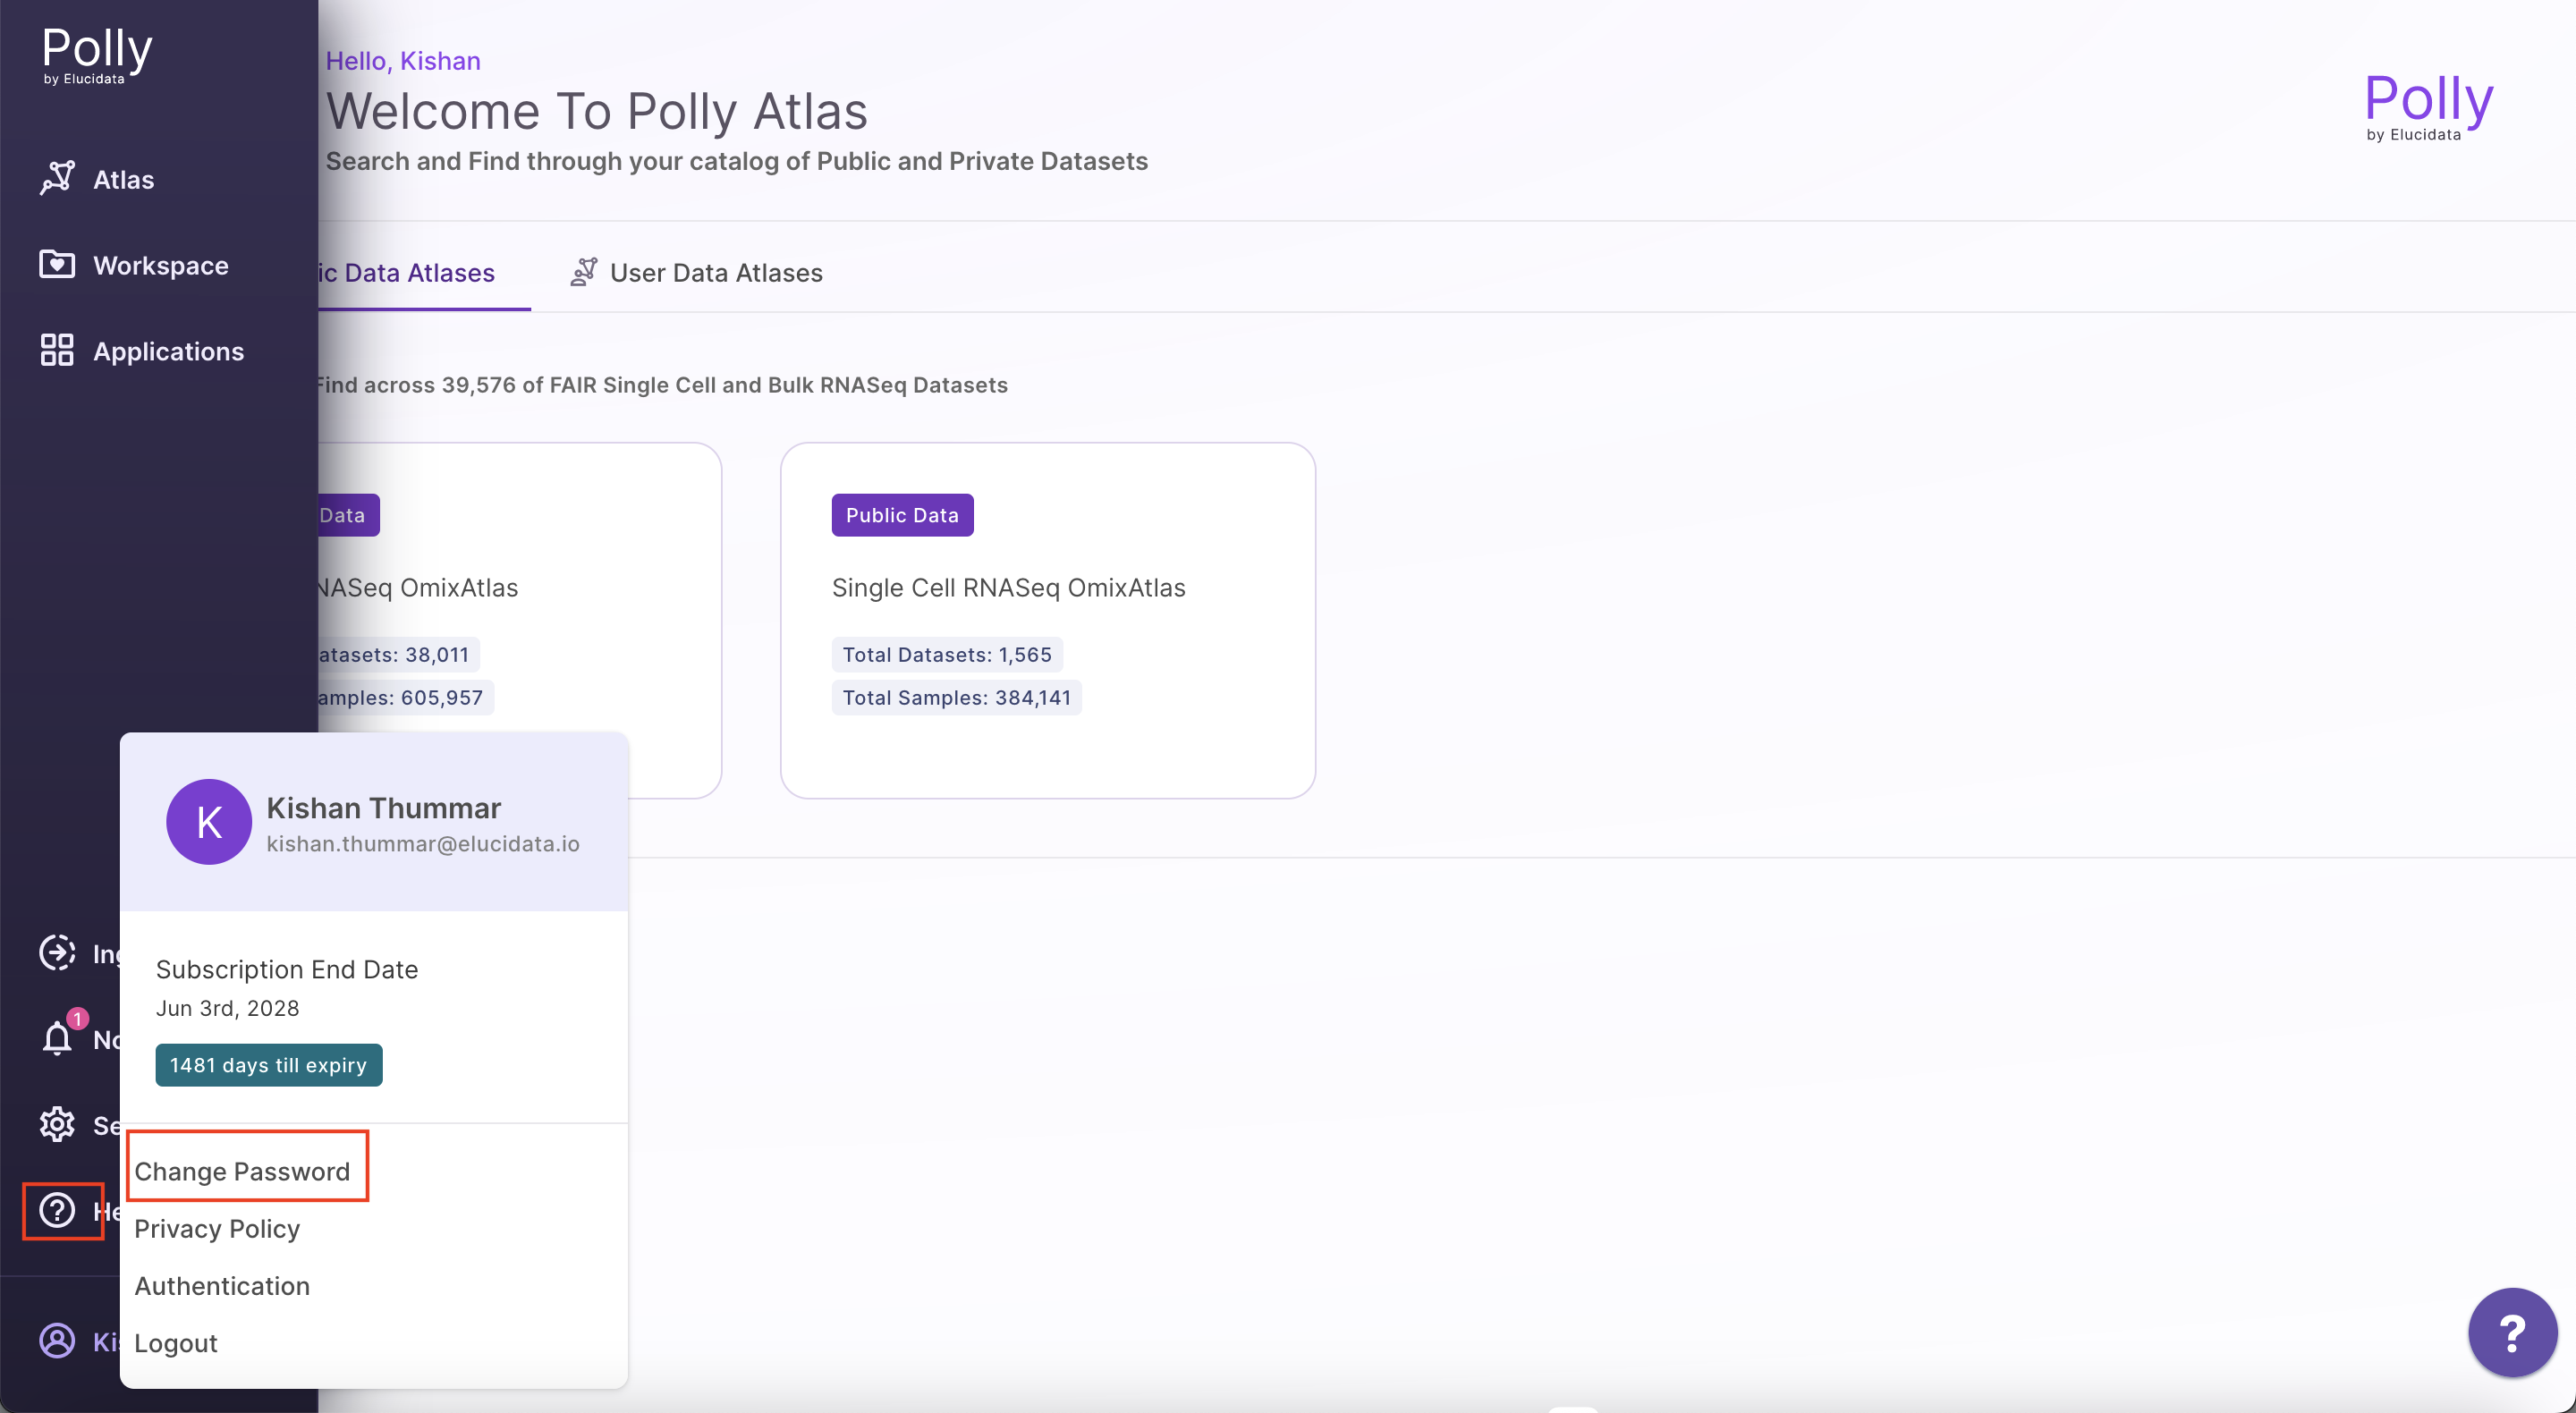 Polly
by Elucidata
Atlas
Workspace
Applications
Hello, Kishan
Welcome To Polly Atlas
Search and Find through your catalog of Public and Private Datasets
Polly
by Elucidata
ic Data Atlases
User Data Atlases
Find across 39,576 of FAIR Single Cell and Bulk RNASeq Datasets
Data
NASeq OmixAtlas
atasets: 38,011
amples: 605,957
Public Data
Single Cell RNASeq OmixAtlas
Total Datasets: 1,565
Total Samples: 384,141
K
Kishan Thummar
kishan.thummar@elucidata.io
Subscription End Date
Jun 3rd, 2028
1481 days till expiry
Change Password
Privacy Policy
Authentication
Logout
Ing
1
No
Se
He
Kis
?